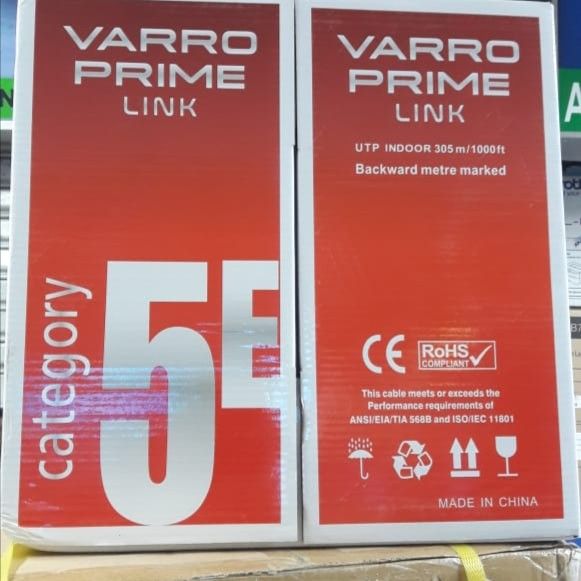 VARRO
PRIME
LINK
category
5E
VARRO
PRIME
LINK
UTP INDOOR 305m/1000ft
Backward metre marked
CE RoHS
COMPLIANT
This cable meets or exceeds the
Performance requirements of
ANSI/EIA/TIA 568B and ISO/IEC 11801
MADE IN CHINA
N
A